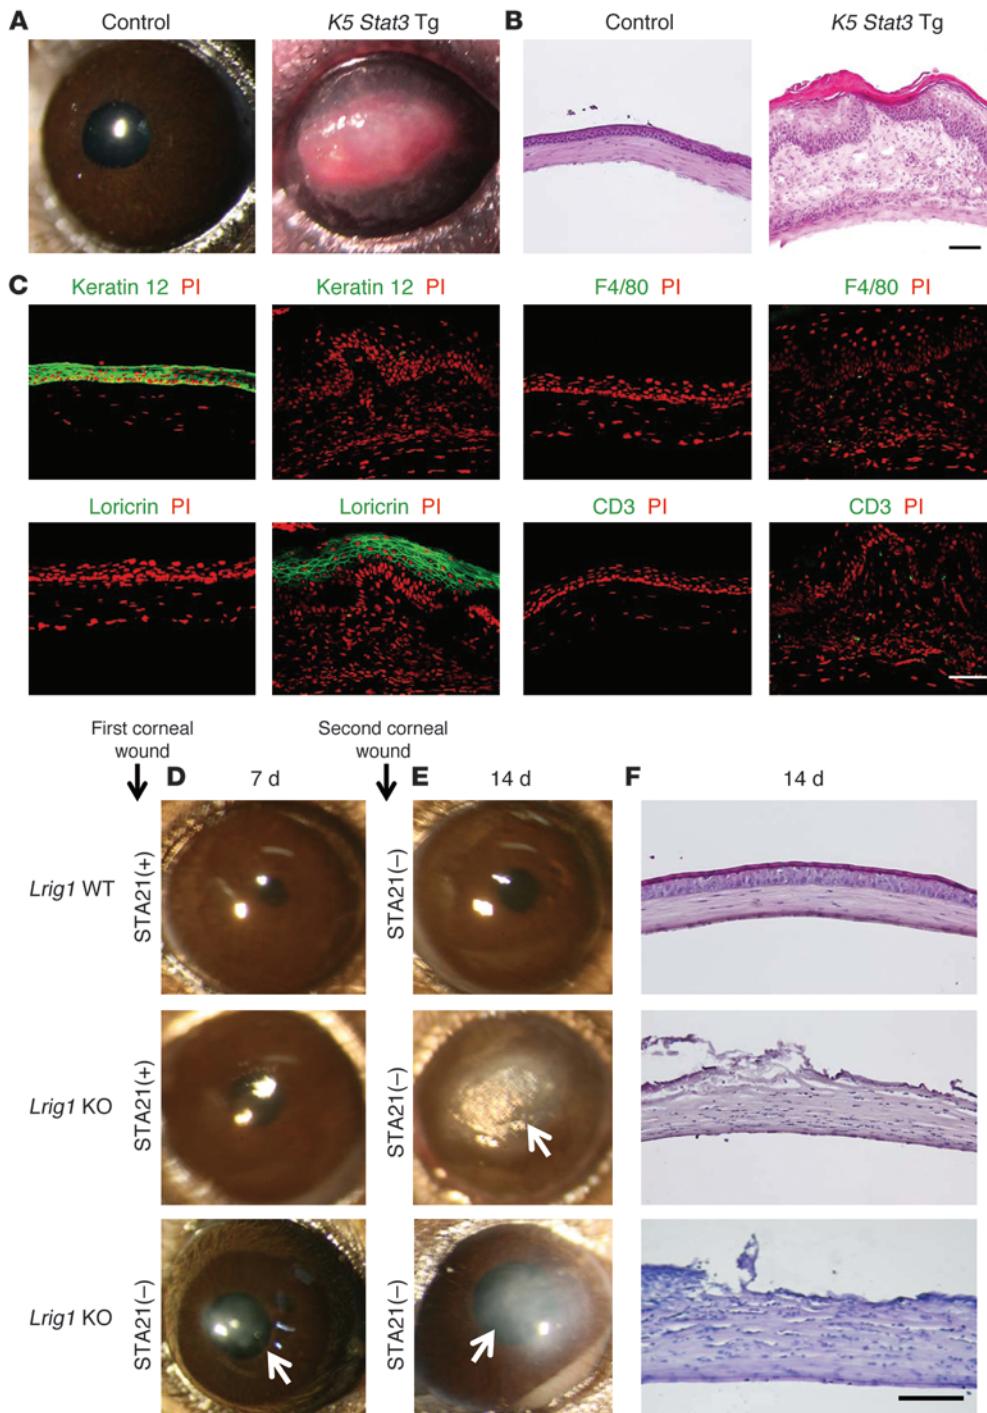 A Control K5 Stat3 Tg B Control K5 Stat3 Tg
C
Keratin 12 PI Keratin 12 PI F4/80 PI F4/80 PI
Loricrin PI Loricrin PI CD3 PI CD3 PI
First corneal
wound
Second corneal
wound
D 7 d E 14 d F 14 d
Lrig1 WT STA21(+) STA21(–)
Lrig1 KO STA21(+) STA21(–)
Lrig1 KO STA21(–) STA21(–)